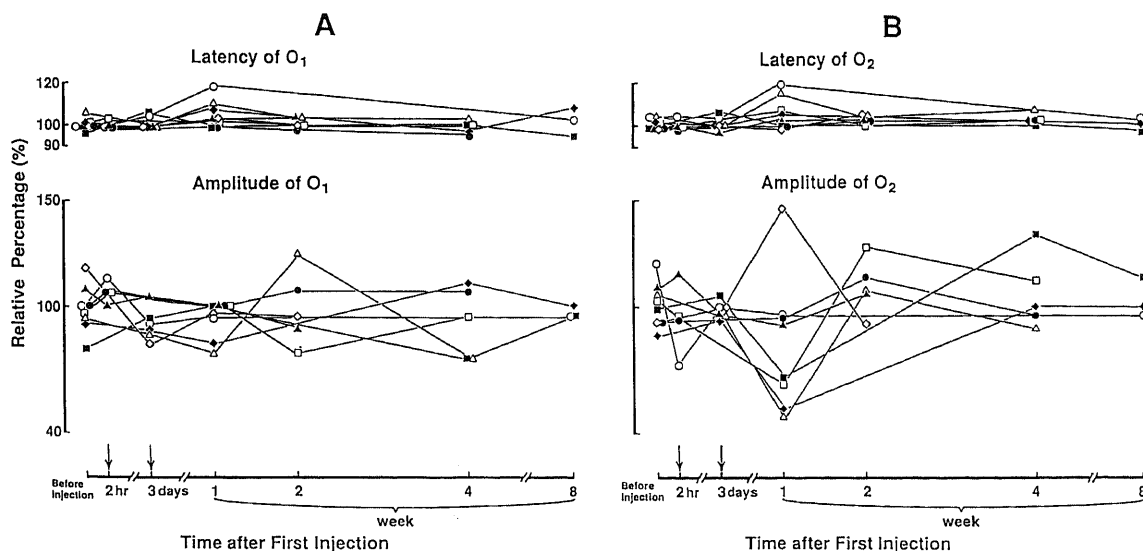 A
Latency of O1
120
100
90
Relative Percentage (%)
Amplitude of O1
150
100
40
Before
Injection
2 hr
3 days
1
2
4
8
week
Time after First Injection
B
Latency of O2
Amplitude of O2
Before
Injection
2 hr
3 days
1
2
4
8
week
Time after First Injection